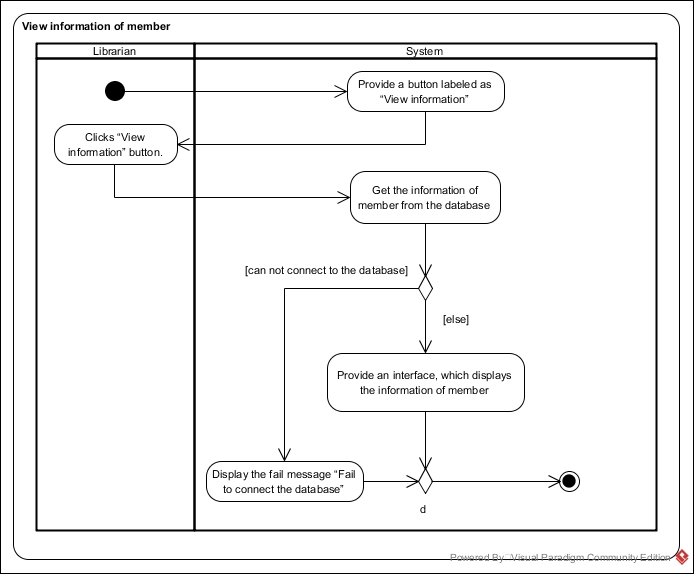 View information of member
Librarian
System
Provide a button labeled as
“View information”
Clicks “View
information” button.
Get the information of
member from the database
[can not connect to the database]
[else]
Provide an interface, which displays
the information of member
Display the fail message “Fail
to connect the database”
d
Powered By Visual Paradigm Community Edition